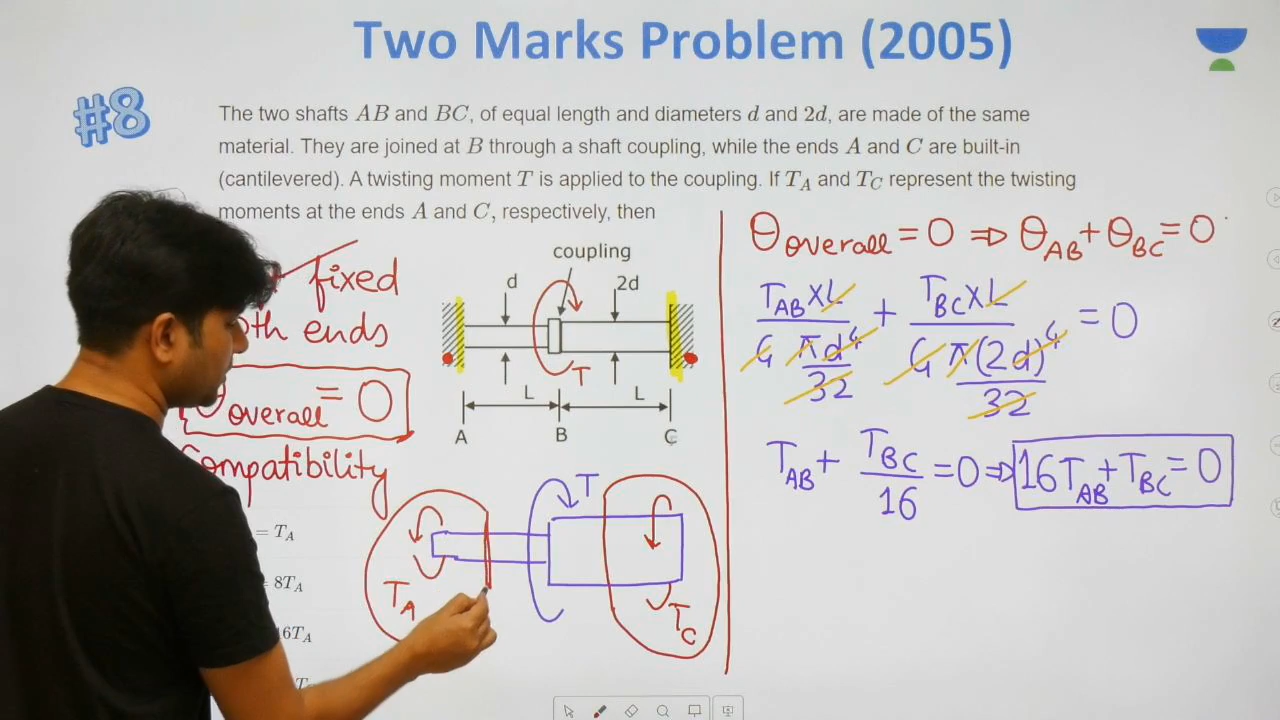 Two Marks Problem (2005)
#8
The two shafts AB and BC, of equal length and diameters d and 2d, are made of the same
material. They are joined at B through a shaft coupling, while the ends A and C are built-in
(cantilevered). A twisting moment T is applied to the coupling. If T_A and T_C represent the twisting
moments at the ends A and C, respectively, then
fixed
ends
θ overall = 0
Compatibility
= T_A
8T_A
6T_A
coupling
d
2d
T
L
L
A
B
C
T
T_A
T_C
θ overall = 0 ⇒ θ_AB + θ_BC = 0
T_AB × L / (G πd⁴/32) + T_BC × L / (G π(2d)⁴/32) = 0
T_AB + T_BC/16 = 0 ⇒ 16T_AB + T_BC = 0